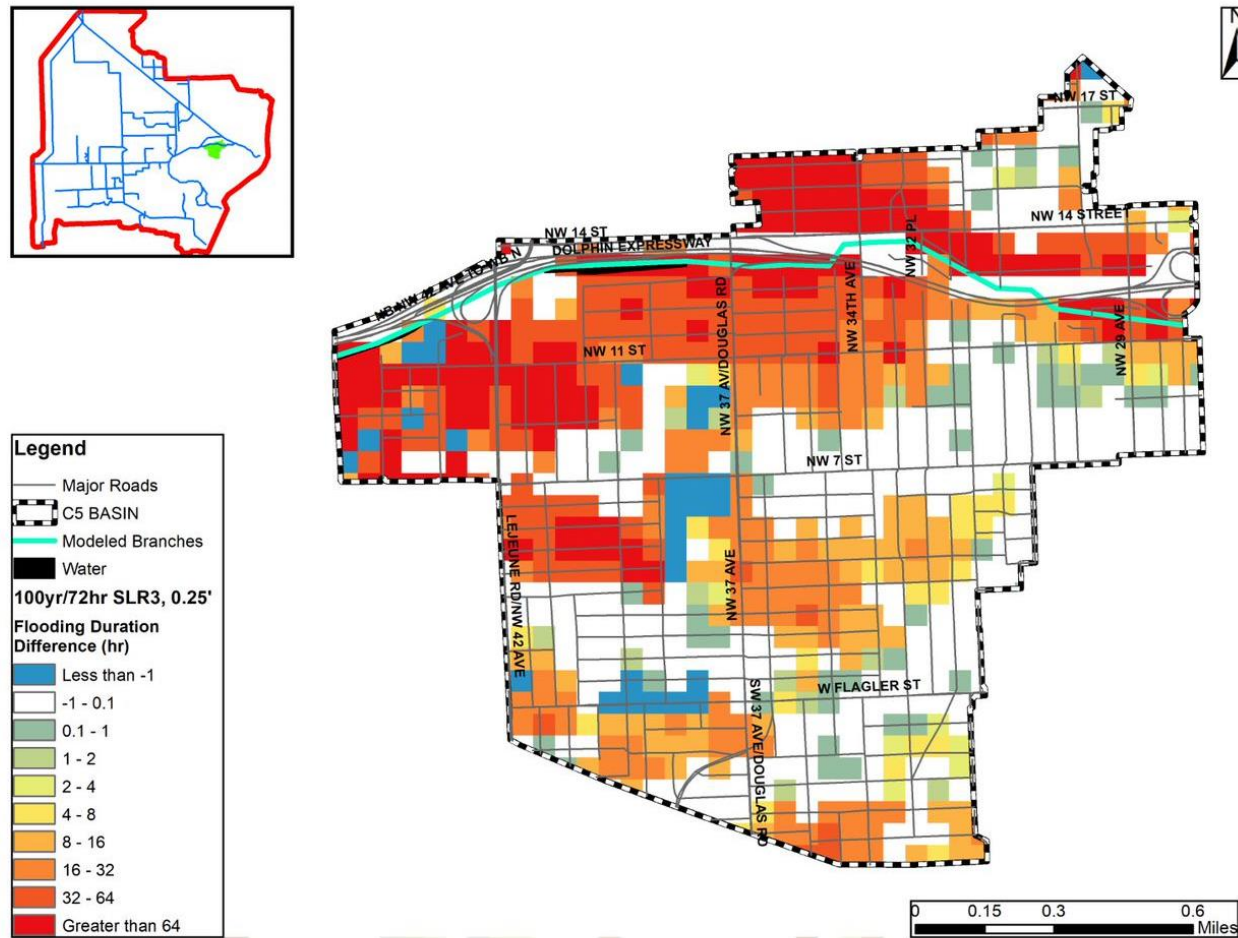 N
NW 17 ST
NW 14 STREET
NW 14 ST
DOLPHIN EXPRESSWAY
NW 32 PL
NW 37 AV/DOUGLAS RD
NW 34TH AVE
NW 29 AVE
NW 11 ST
NW 7 ST
LEJEUNE RD/NW 42 AVE
NW 37 AVE
W FLAGLER ST
SW 37 AVE/DOUGLAS RD
Legend
Major Roads
C5 BASIN
Modeled Branches
Water
100yr/72hr SLR3, 0.25'
Flooding Duration
Difference (hr)
Less than -1
-1 - 0.1
0.1 - 1
1 - 2
2 - 4
4 - 8
8 - 16
16 - 32
32 - 64
Greater than 64
0 0.15 0.3 0.6
Miles